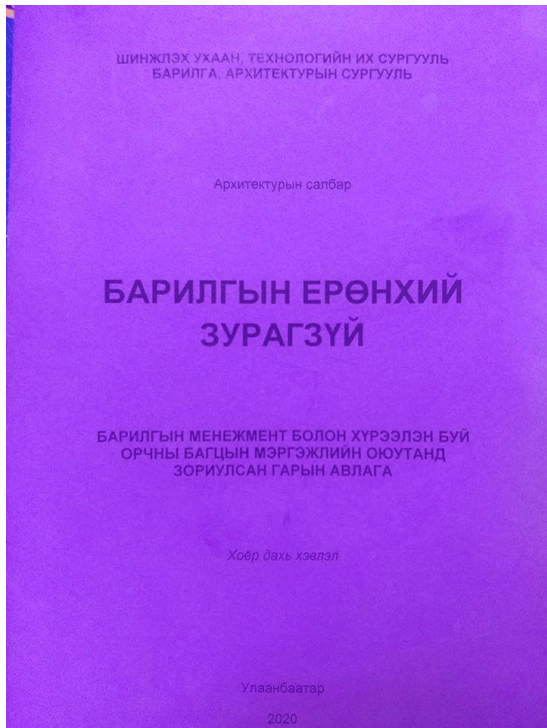 ШИНЖЛЭХ УХААН, ТЕХНОЛОГИЙН ИХ СУРГУУЛЬ
БАРИЛГА, АРХИТЕКТУРЫН СУРГУУЛЬ
Архитектурын салбар
БАРИЛГЫН ЕРӨНХИЙ
ЗУРАГЗҮЙ
БАРИЛГЫН МЕНЕЖМЕНТ БОЛОН ХҮРЭЭЛЭН БУЙ
ОРЧНЫ БАГЦЫН МЭРГЭЖЛИЙН ОЮУТАНД
ЗОРИУЛСАН ГАРЫН АВЛАГА
Хоёр дахь хэвлэл
Улаанбаатар
2020